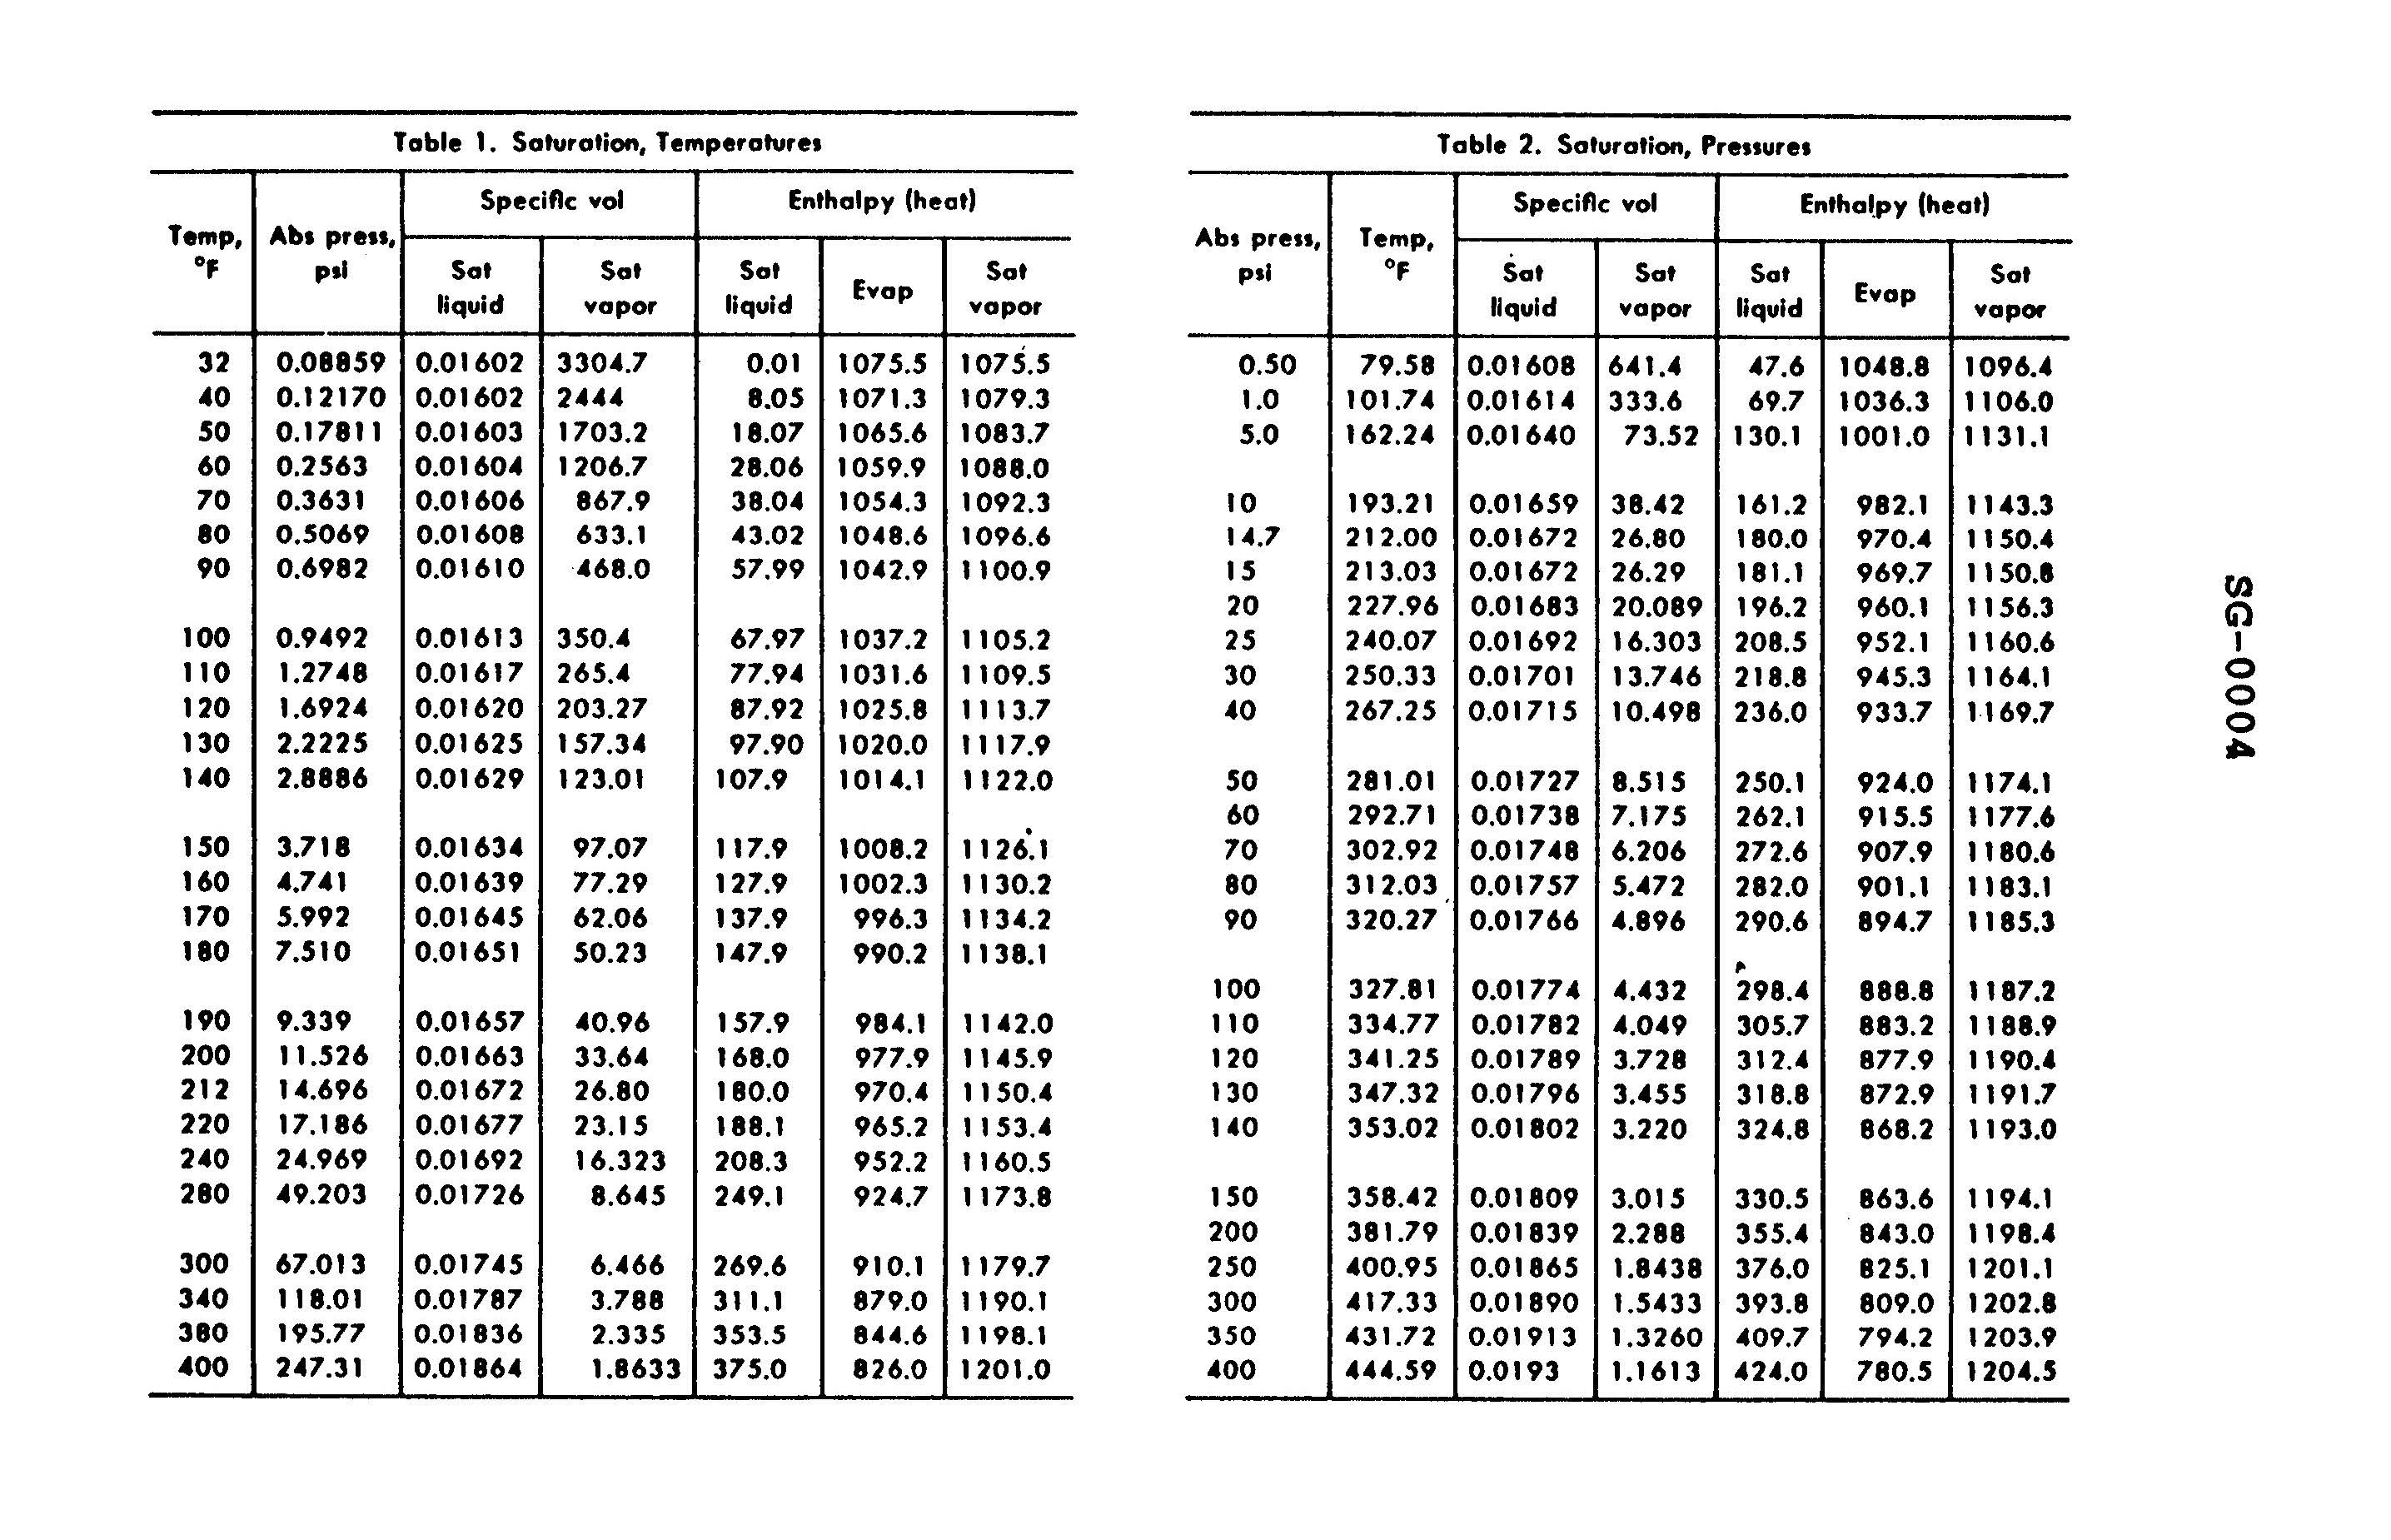 Table 1. Saturation, Temperatures
Temp, °F | Abs press, psi | Specific vol | Enthalpy (heat)
Sat liquid | Sat vapor | Sat liquid | Evap | Sat vapor
32 0.08859 0.01602 3304.7 0.01 1075.5 1075.5
40 0.12170 0.01602 2444 8.05 1071.3 1079.3
50 0.17811 0.01603 1703.2 18.07 1065.6 1083.7
60 0.2563 0.01604 1206.7 28.06 1059.9 1088.0
70 0.3631 0.01606 867.9 38.04 1054.3 1092.3
80 0.5069 0.01608 633.1 43.02 1048.6 1096.6
90 0.6982 0.01610 468.0 57.99 1042.9 1100.9
100 0.9492 0.01613 350.4 67.97 1037.2 1105.2
110 1.2748 0.01617 265.4 77.94 1031.6 1109.5
120 1.6924 0.01620 203.27 87.92 1025.8 1113.7
130 2.2225 0.01625 157.34 97.90 1020.0 1117.9
140 2.8886 0.01629 123.01 107.9 1014.1 1122.0
150 3.718 0.01634 97.07 117.9 1008.2 1126.1
160 4.741 0.01639 77.29 127.9 1002.3 1130.2
170 5.992 0.01645 62.06 137.9 996.3 1134.2
180 7.510 0.01651 50.23 147.9 990.2 1138.1
190 9.339 0.01657 40.96 157.9 984.1 1142.0
200 11.526 0.01663 33.64 168.0 977.9 1145.9
212 14.696 0.01672 26.80 180.0 970.4 1150.4
220 17.186 0.01677 23.15 188.1 965.2 1153.4
240 24.969 0.01692 16.323 208.3 952.2 1160.5
280 49.203 0.01726 8.645 249.1 924.7 1173.8
300 67.013 0.01745 6.466 269.6 910.1 1179.7
340 118.01 0.01787 3.788 311.1 879.0 1190.1
380 195.77 0.01836 2.335 353.5 844.6 1198.1
400 247.31 0.01864 1.8633 375.0 826.0 1201.0
Table 2. Saturation, Pressures
Abs press, psi | Temp, °F | Specific vol | Enthalpy (heat)
Sat liquid | Sat vapor | Sat liquid | Evap | Sat vapor
0.50 79.58 0.01608 641.4 47.6 1048.8 1096.4
1.0 101.74 0.01614 333.6 69.7 1036.3 1106.0
5.0 162.24 0.01640 73.52 130.1 1001.0 1131.1
10 193.21 0.01659 38.42 161.2 982.1 1143.3
14.7 212.00 0.01672 26.80 180.0 970.4 1150.4
15 213.03 0.01672 26.29 181.1 969.7 1150.8
20 227.96 0.01683 20.089 196.2 960.1 1156.3
25 240.07 0.01692 16.303 208.5 952.1 1160.6
30 250.33 0.01701 13.746 218.8 945.3 1164.1
40 267.25 0.01715 10.498 236.0 933.7 1169.7
50 281.01 0.01727 8.515 250.1 924.0 1174.1
60 292.71 0.01738 7.175 262.1 915.5 1177.6
70 302.92 0.01748 6.206 272.6 907.9 1180.6
80 312.03 0.01757 5.472 282.0 901.1 1183.1
90 320.27 0.01766 4.896 290.6 894.7 1185.3
100 327.81 0.01774 4.432 298.4 888.8 1187.2
110 334.77 0.01782 4.049 305.7 883.2 1188.9
120 341.25 0.01789 3.728 312.4 877.9 1190.4
130 347.32 0.01796 3.455 318.8 872.9 1191.7
140 353.02 0.01802 3.220 324.8 868.2 1193.0
150 358.42 0.01809 3.015 330.5 863.6 1194.1
200 381.79 0.01839 2.288 355.4 843.0 1198.4
250 400.95 0.01865 1.8438 376.0 825.1 1201.1
300 417.33 0.01890 1.5433 393.8 809.0 1202.8
350 431.72 0.01913 1.3260 409.7 794.2 1203.9
400 444.59 0.0193 1.1613 424.0 780.5 1204.5
SG-0004